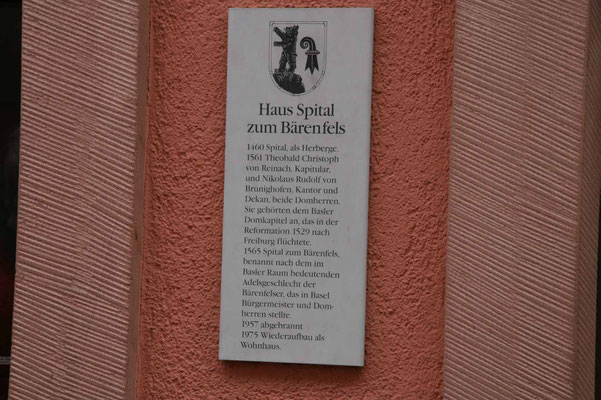 Haus Spital
zum Bärenfels
1460 Spital, als Herberge.
1561 Theobald Christoph
von Reinach, Kapitular,
und Nikolaus Rudolf von
Brünighofen, Kantor und
Dekan, beide Domherren.
Sie gehörten dem Basler
Domkapitel an, das in der
Reformation 1529 nach
Freiburg flüchtete.
1565 Spital zum Bärenfels,
benannt nach dem im
Basler Raum bedeutenden
Adelsgeschlecht der
Bärenfelser, das in Basel
Bürgermeister und Dom-
herren stellte.
1957 abgebrannt
1975 Wiederaufbau als
Wohnhaus.